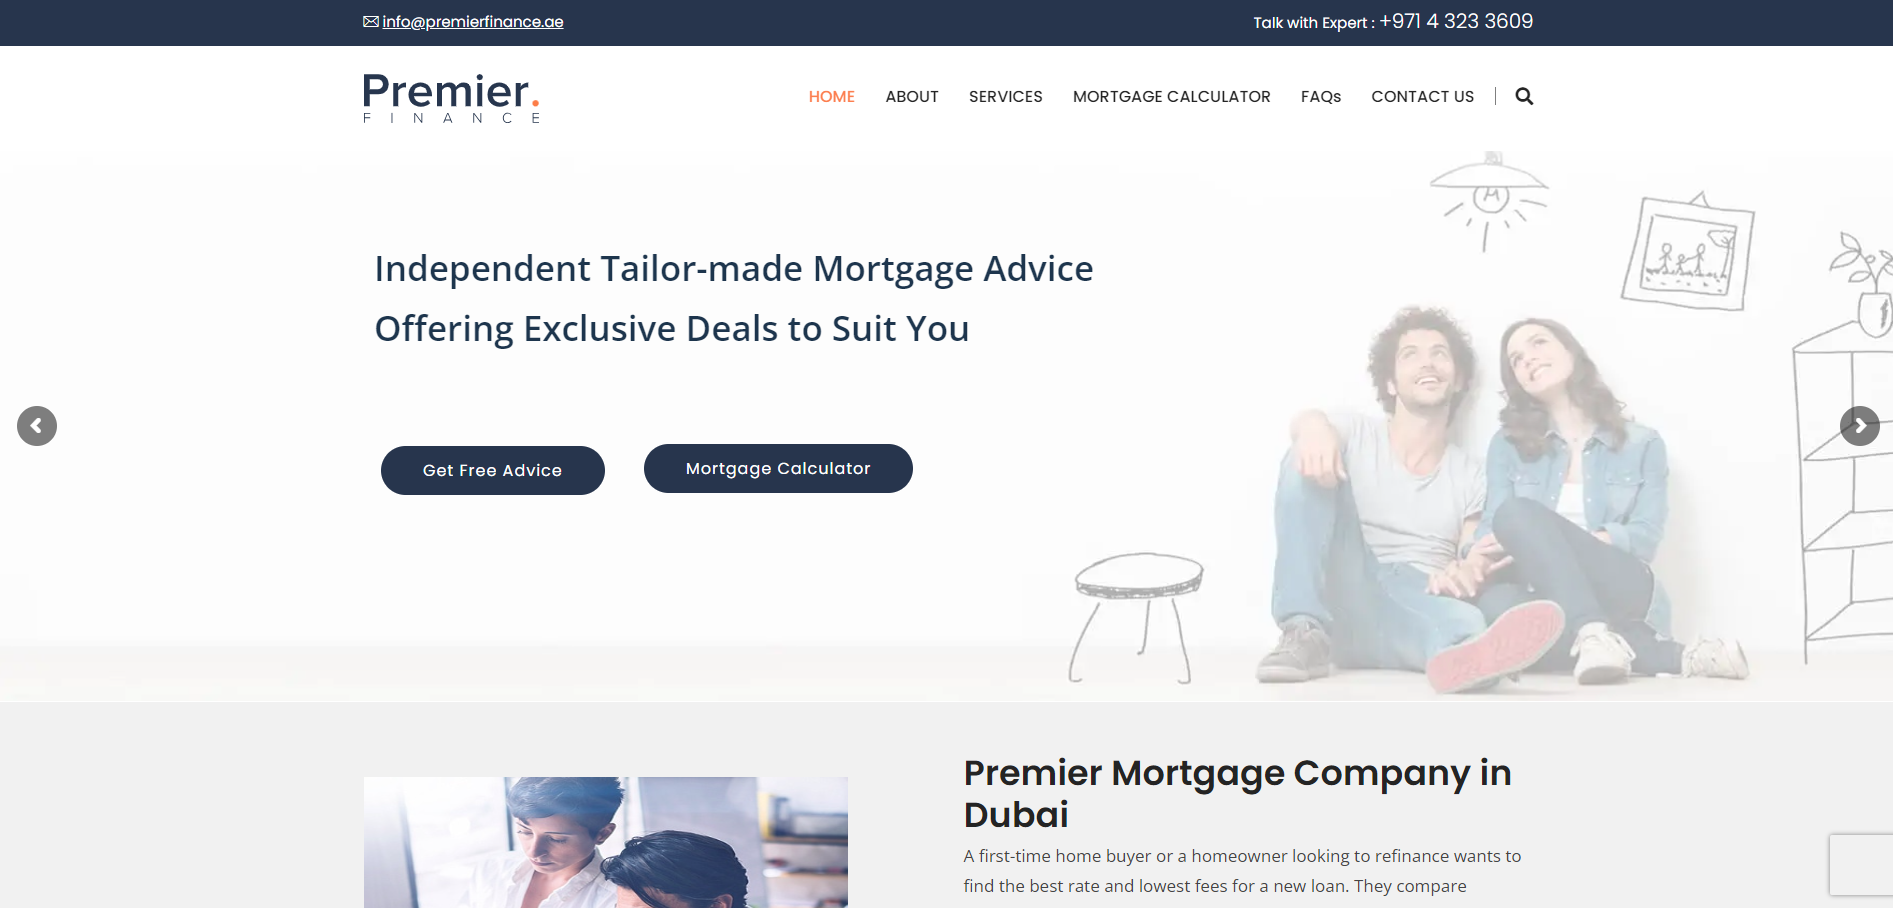 info@premierfinance.ae
Talk with Expert : +971 4 323 3609
Premier.
FINANCE
HOME
ABOUT
SERVICES
MORTGAGE CALCULATOR
FAQs
CONTACT US
Independent Tailor-made Mortgage Advice
Offering Exclusive Deals to Suit You
Get Free Advice
Mortgage Calculator
Premier Mortgage Company in
Dubai
A first-time home buyer or a homeowner looking to refinance wants to
find the best rate and lowest fees for a new loan. They compare